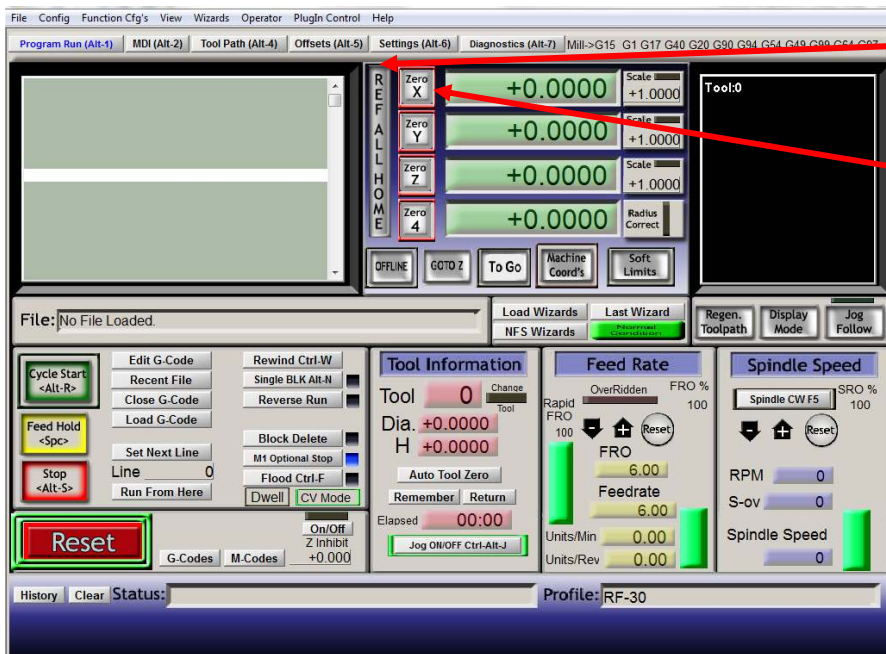 File Config Function Cfg's View Wizards Operator PlugIn Control Help
Program Run (Alt-1) MDI (Alt-2) Tool Path (Alt-4) Offsets (Alt-5) Settings (Alt-6) Diagnostics (Alt-7) Mill->G15 G1 G17 G40 G20 G90 G94 G54 G49 G99 G64 G97
REF ALL HOME
Zero X +0.0000 Scale +1.0000
Zero Y +0.0000 Scale +1.0000
Zero Z +0.0000 Scale +1.0000
Zero 4 +0.0000 Radius Correct
OFFLINE GOTO Z To Go Machine Coord's Soft Limits
Tool:0
File: No File Loaded.
Load Wizards Last Wizard
NFS Wizards Normal Condition
Regen. Toolpath Display Mode Jog Follow
Cycle Start <Alt-R>
Feed Hold <Spc>
Stop <Alt-S>
Edit G-Code
Recent File
Close G-Code
Load G-Code
Set Next Line
Line 0
Run From Here
Rewind Ctrl-W
Single BLK Alt-N
Reverse Run
Block Delete
M1 Optional Stop
Flood Ctrl-F
Dwell CV Mode
Reset
G-Codes M-Codes
On/Off
Z Inhibit
+0.000
Tool Information
Tool 0 Change Tool
Dia. +0.0000
H +0.0000
Auto Tool Zero
Remember Return
Elapsed 00:00
Jog ON/OFF Ctrl-Alt-J
Feed Rate
OverRidden FRO %
100
Rapid FRO
100
Reset
FRO
6.00
Feedrate
6.00
Units/Min 0.00
Units/Rev 0.00
Spindle Speed
Spindle CW F5 SRO %
100
Reset
RPM 0
S-ov 0
Spindle Speed
0
History Clear Status:
Profile: RF-30